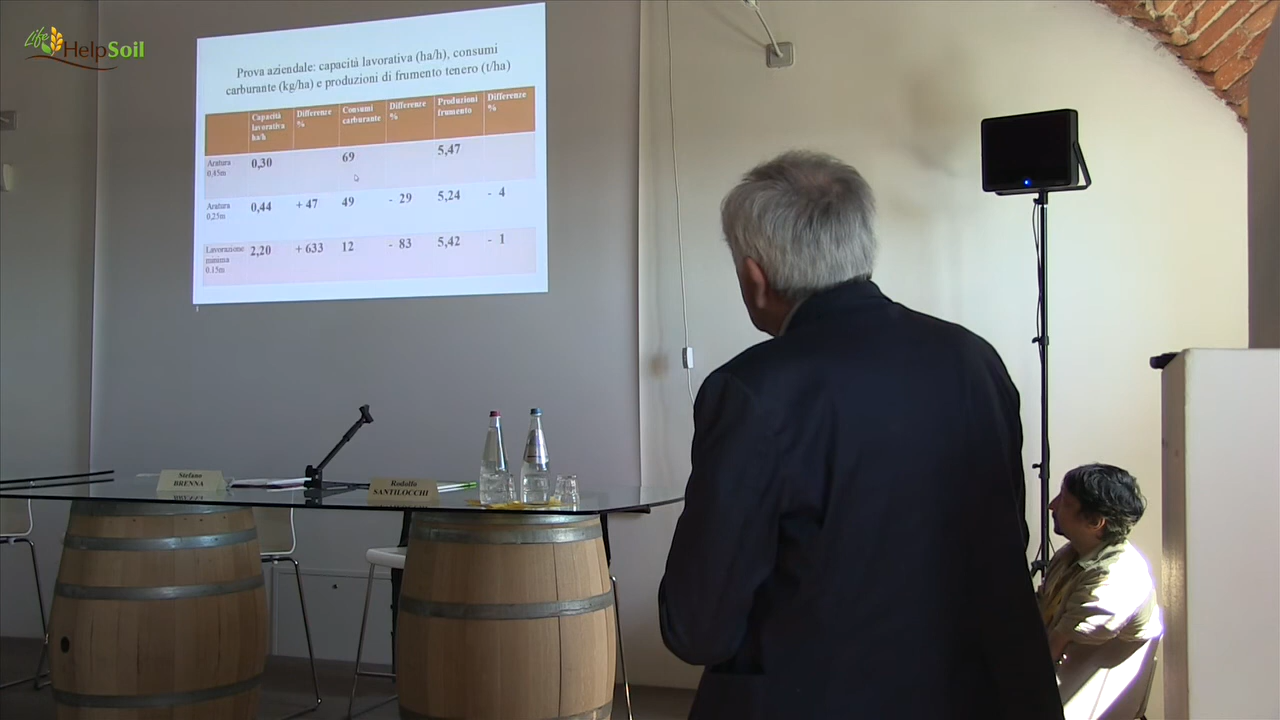 Life HelpSoil
Prova aziendale: capacità lavorativa (ha/h), consumi
carburante (kg/ha) e produzioni di frumento tenero (t/ha)
Capacità lavorativa ha/h
Differenze %
Consumi carburante
Differenze %
Produzioni frumento
Differenze %
Aratura 0,45m 0,30 69 5,47
Aratura 0,25m 0,44 + 47 49 - 29 5,24 - 4
Lavorazione minima 0.15m 2,20 + 633 12 - 83 5,42 - 1
Stefano
BRENNA
Rodolfo
SANTILOCCHI